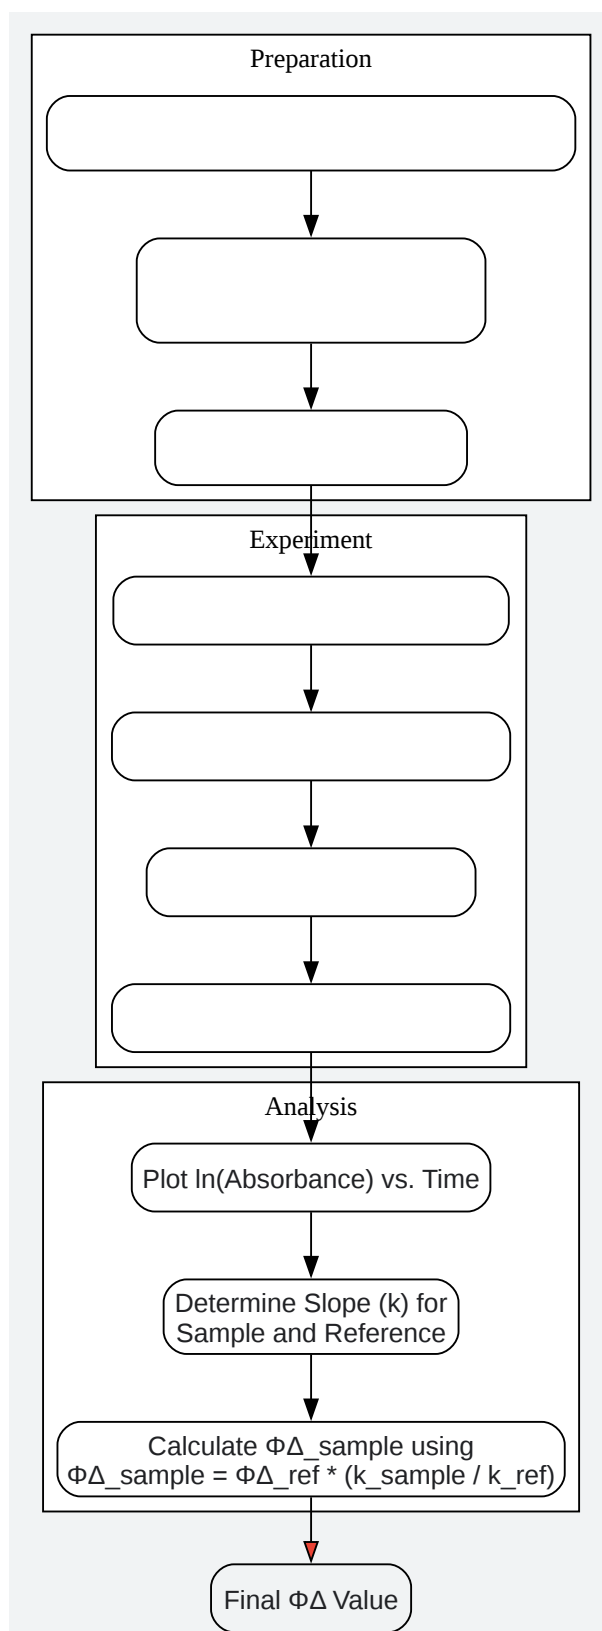 Preparation
Experiment
Analysis
Plot ln(Absorbance) vs. Time
Determine Slope (k) for
Sample and Reference
Calculate ΦΔ_sample using
ΦΔ_sample = ΦΔ_ref * (k_sample / k_ref)
Final ΦΔ Value